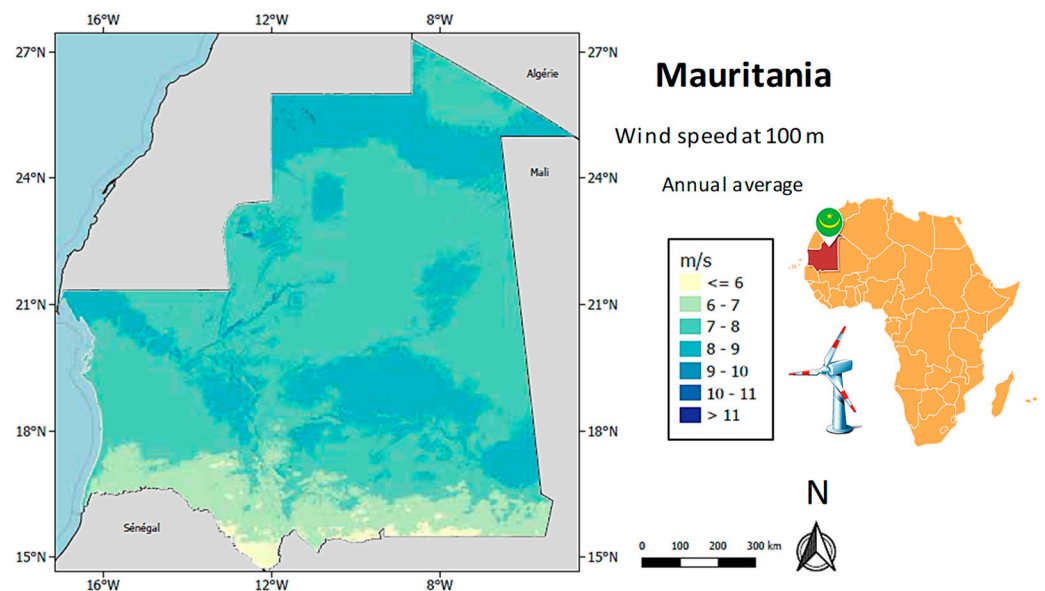 16°W
12°W
8°W
27°N
27°N
Algérie
Mauritania
Wind speed at 100 m
24°N
Mali
24°N
Annual average
m/s
<= 6
6 - 7
7 - 8
8 - 9
9 - 10
10 - 11
> 11
21°N
21°N
18°N
18°N
Sénégal
N
15°N
15°N
0 100 200 300 km
16°W
12°W
8°W